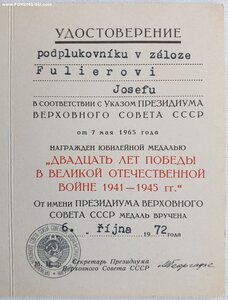 www.FORUMS-su.com
УДОСТОВЕРЕНИЕ
podplukovníku v záloze
Fulierovi
Josefu
В СООТВЕТСТВИИ С УКАЗОМ ПРЕЗИДИУМА
ВЕРХОВНОГО СОВЕТА СССР
от 7 мая 1965 года
НАГРАЖДЕН ЮБИЛЕЙНОЙ МЕДАЛЬЮ
„ДВАДЦАТЬ ЛЕТ ПОБЕДЫ
В ВЕЛИКОЙ ОТЕЧЕСТВЕННОЙ
ВОЙНЕ 1941—1945 гг.“
ОТ ИМЕНИ ПРЕЗИДИУМА ВЕРХОВНОГО
СОВЕТА СССР МЕДАЛЬ ВРУЧЕНА
6. října 1972 года
Секретарь Президиума
Верховного Совета СССР